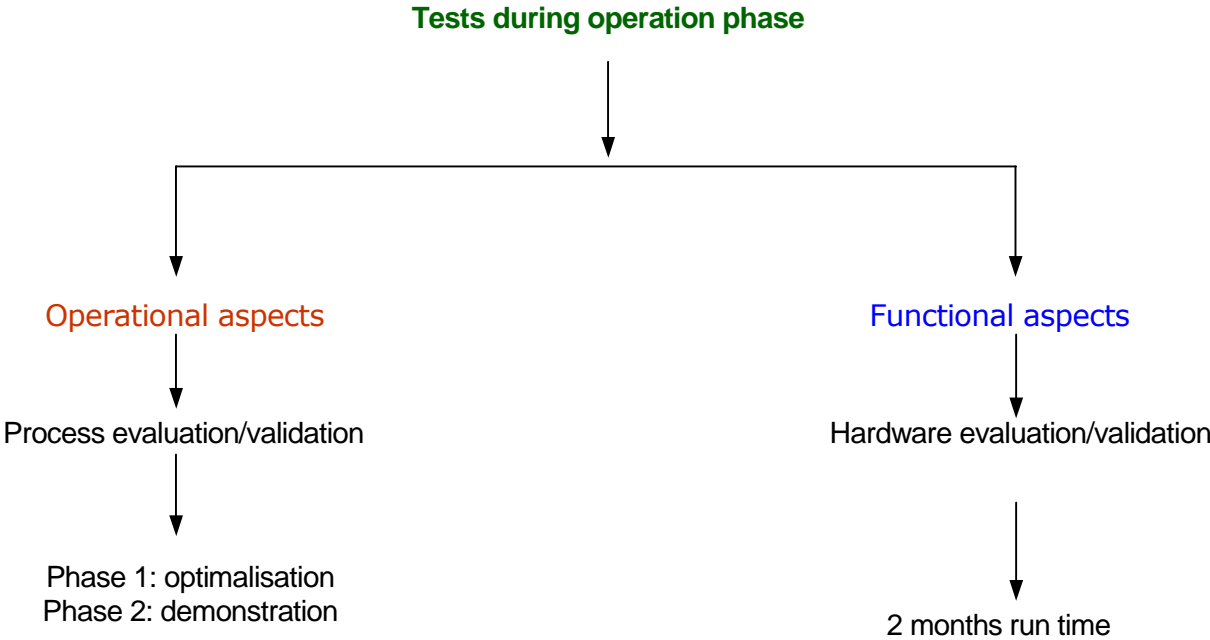 Tests during operation phase
Operational aspects
Functional aspects
Process evaluation/validation
Hardware evaluation/validation
Phase 1: optimalisation
Phase 2: demonstration
2 months run time